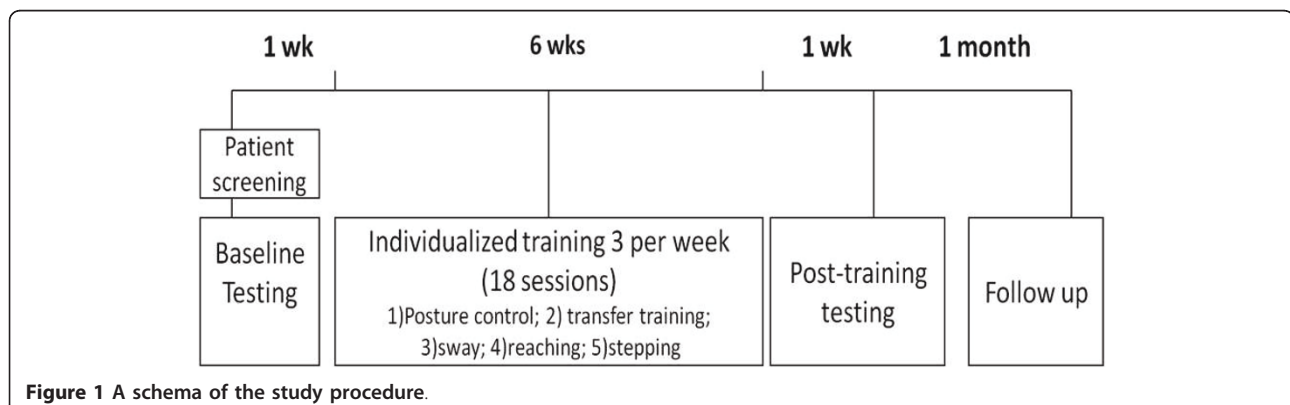 1 wk 6 wks 1 wk 1 month
Patient
screening
Baseline
Testing
Individualized training 3 per week
(18 sessions)
1)Posture control; 2) transfer training;
3)sway; 4)reaching; 5)stepping
Post-training
testing
Follow up
Figure 1 A schema of the study procedure.